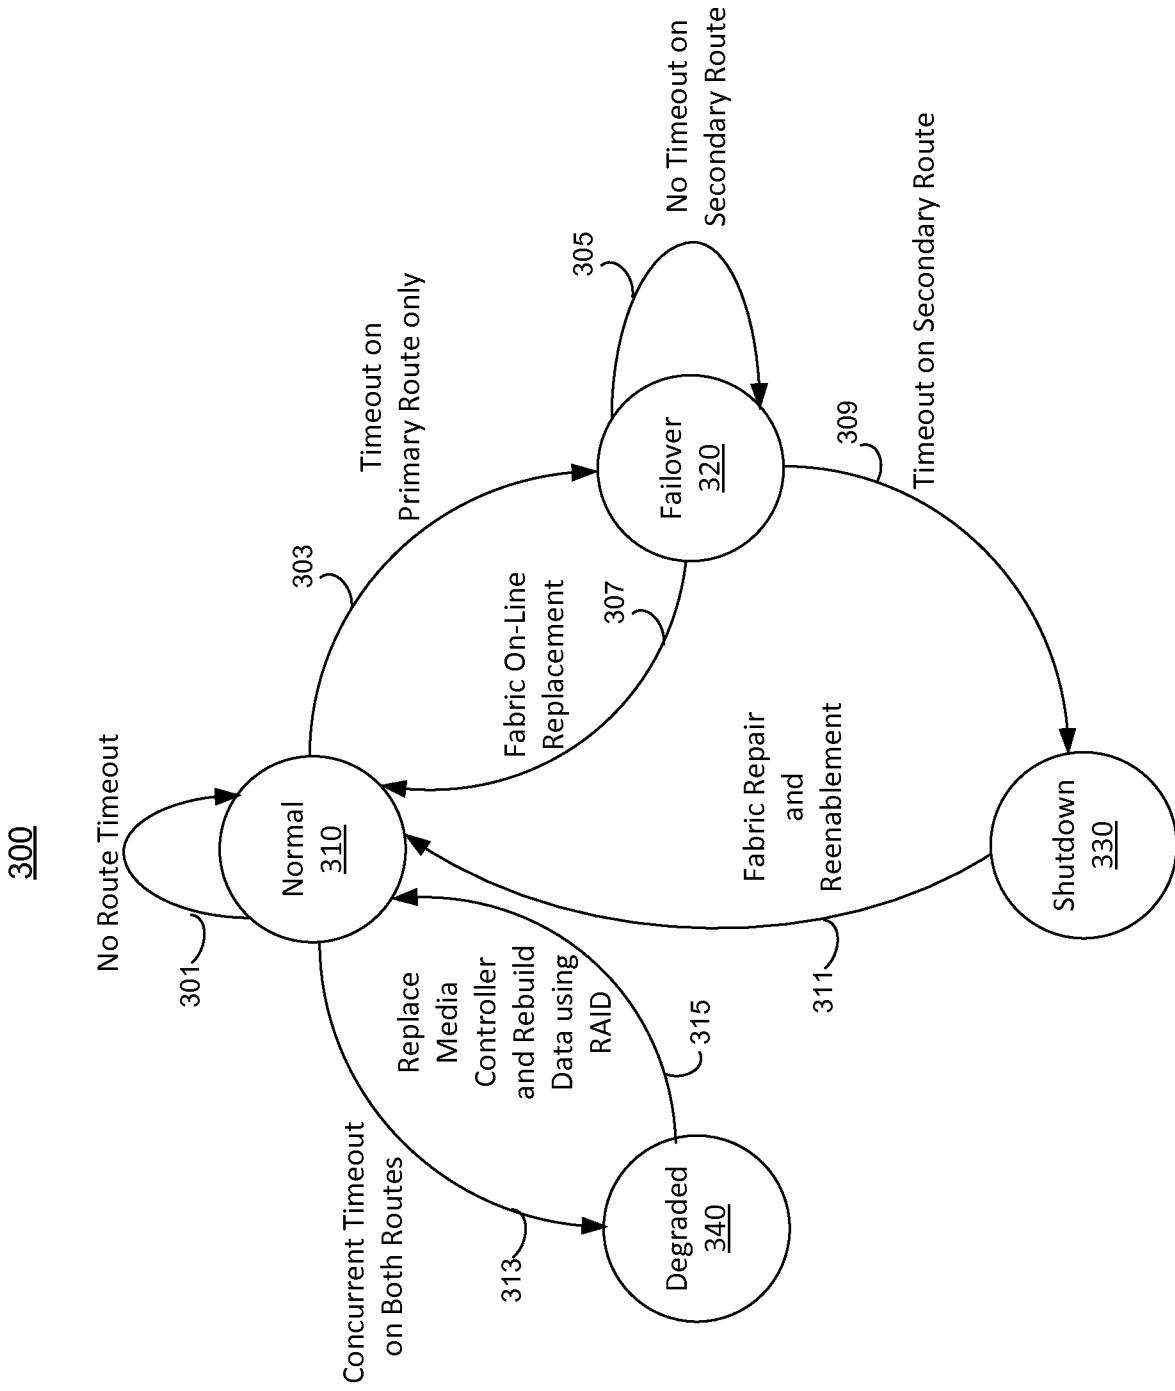 300
No Route Timeout
301
Normal
310
Timeout on
Primary Route only
303
Concurrent Timeout
on Both Routes
313
Replace
Media
Controller
and Rebuild
Data using
RAID
315
Fabric On-Line
Replacement
307
Failover
320
305
No Timeout on
Secondary Route
Degraded
340
Fabric Repair
and
Reenablement
311
309
Timeout on Secondary Route
Shutdown
330